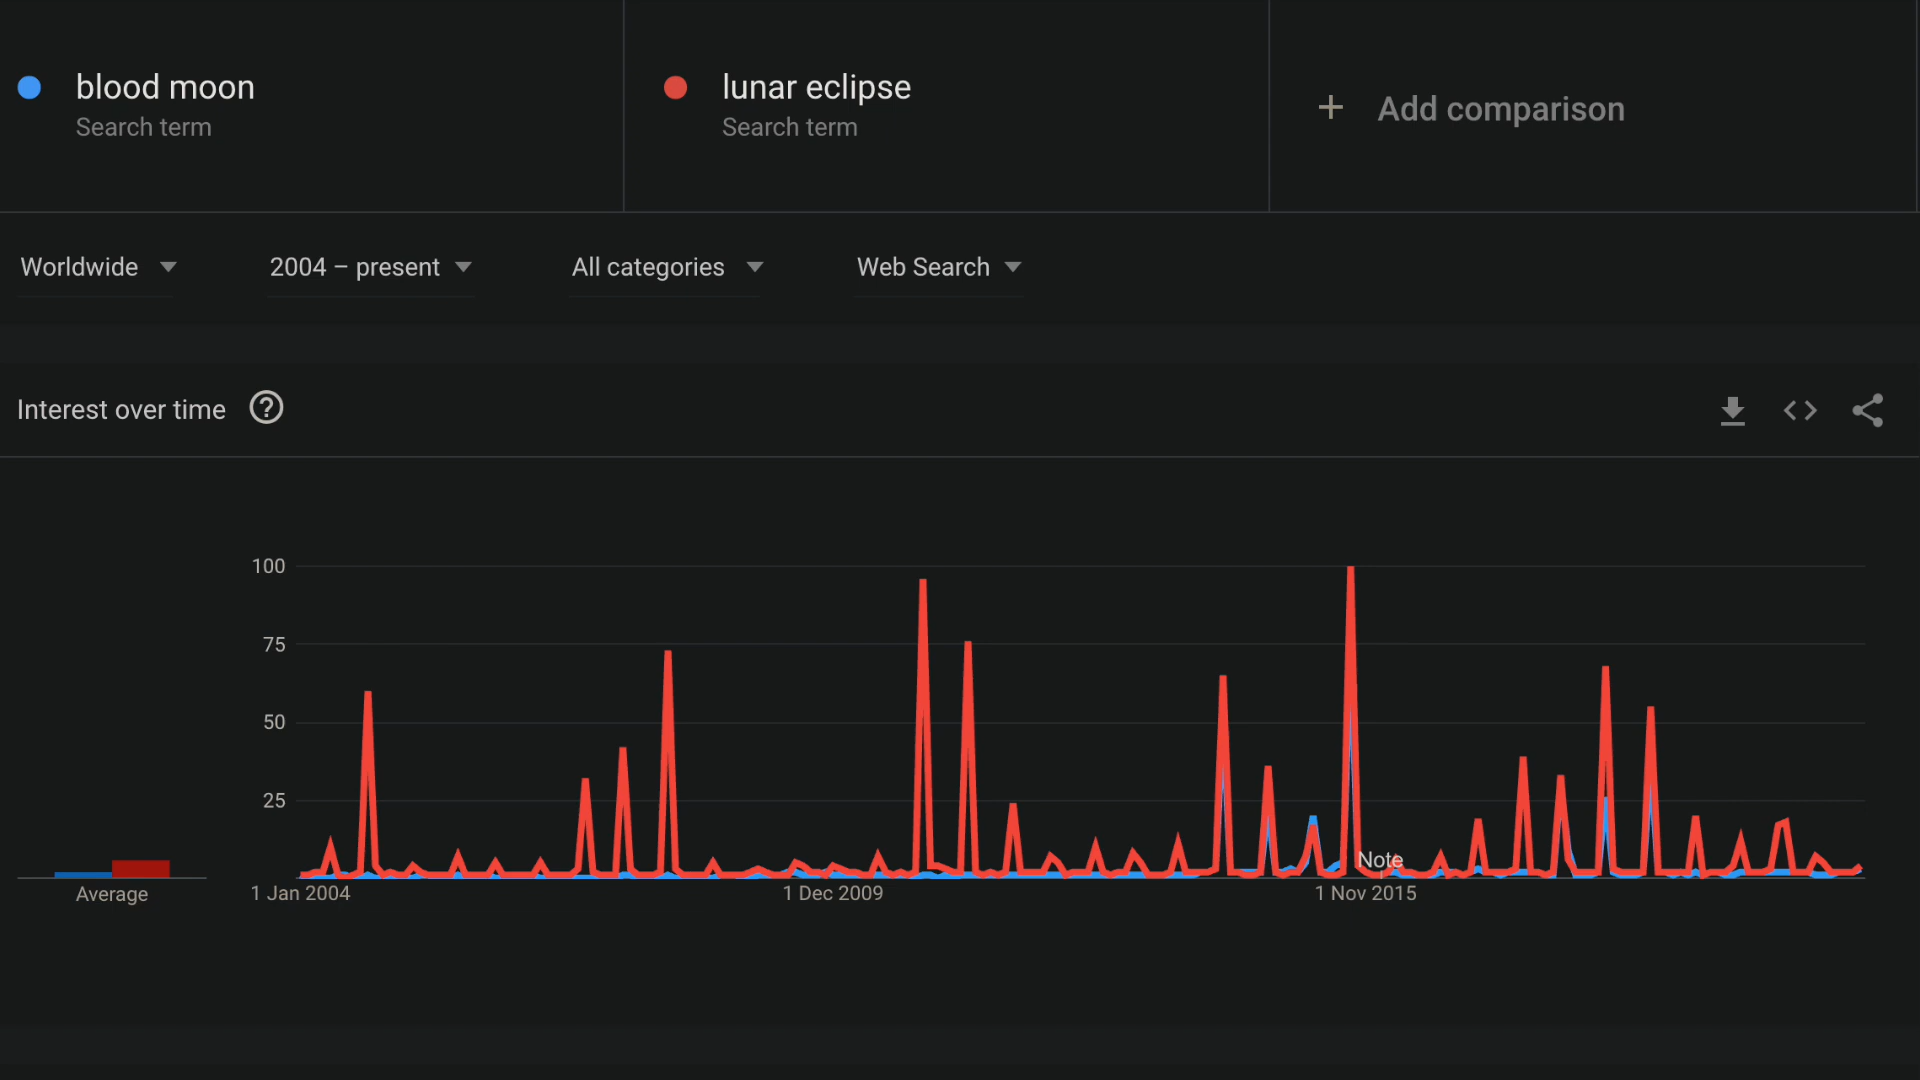 blood moon
Search term
lunar eclipse
Search term
+ Add comparison
Worldwide
2004 – present
All categories
Web Search
Interest over time ?
100
75
50
25
Note
Average
1 Jan 2004
1 Dec 2009
1 Nov 2015